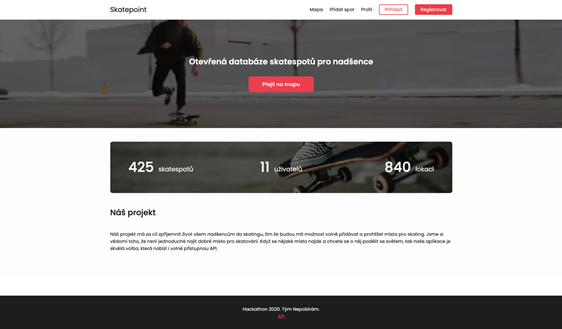 Skatepoint
Mapa Přidat spot Profil Přihlásit Registrovat
Otevřená databáze skatespotů pro nadšence
Přejít na mapu
425 skatespotů 11 uživatelů 840 lokací
Náš projekt
Náš projekt má za cíl zpříjemnit život všem nadšencům do skatingu, tím že budou mít možnost volně přidávat a prohlížet místa pro skating. Jsme si
vědomi toho, že není jednoduché najít dobré místo pro skatování. Když se nějaké místo najde a chcete se o něj podělit se světem, tak naše aplikace je
skvělá volba, která nabízí i volně přístupnou API.
Hackathon 2020. Tým Nepobírám.
API